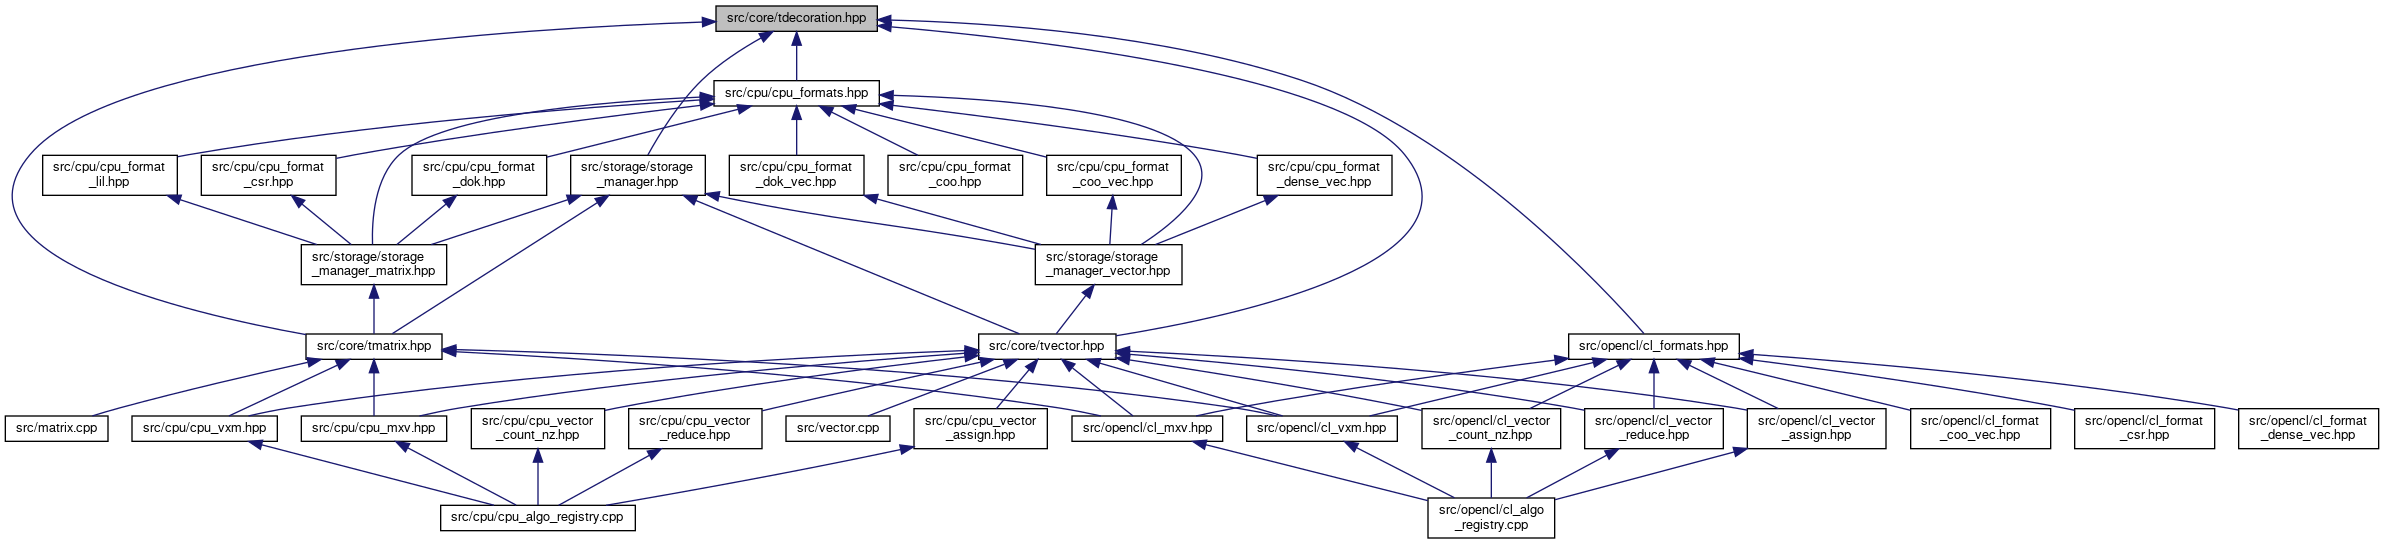 src/core/tdecoration.hpp
src/cpu/cpu_formats.hpp
src/cpu/cpu_format
_lil.hpp
src/cpu/cpu_format
_csr.hpp
src/cpu/cpu_format
_dok.hpp
src/storage/storage
_manager.hpp
src/cpu/cpu_format
_dok_vec.hpp
src/cpu/cpu_format
_coo.hpp
src/cpu/cpu_format
_coo_vec.hpp
src/cpu/cpu_format
_dense_vec.hpp
src/storage/storage
_manager_matrix.hpp
src/storage/storage
_manager_vector.hpp
src/core/tmatrix.hpp
src/core/tvector.hpp
src/opencl/cl_formats.hpp
src/matrix.cpp
src/cpu/cpu_vxm.hpp
src/cpu/cpu_mxv.hpp
src/cpu/cpu_vector
_count_nz.hpp
src/cpu/cpu_vector
_reduce.hpp
src/vector.cpp
src/cpu/cpu_vector
_assign.hpp
src/opencl/cl_mxv.hpp
src/opencl/cl_vxm.hpp
src/opencl/cl_vector
_count_nz.hpp
src/opencl/cl_vector
_reduce.hpp
src/opencl/cl_vector
_assign.hpp
src/opencl/cl_format
_coo_vec.hpp
src/opencl/cl_format
_csr.hpp
src/opencl/cl_format
_dense_vec.hpp
src/cpu/cpu_algo_registry.cpp
src/opencl/cl_algo
_registry.cpp